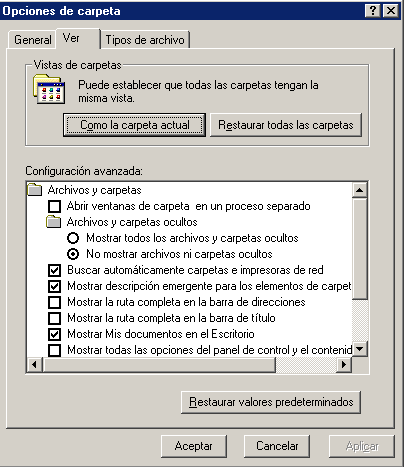 Opciones de carpeta
General Ver Tipos de archivo
Vistas de carpetas
Puede establecer que todas las carpetas tengan la
misma vista.
Como la carpeta actual Restaurar todas las carpetas
Configuración avanzada:
Archivos y carpetas
Abrir ventanas de carpeta en un proceso separado
Archivos y carpetas ocultos
Mostrar todos los archivos y carpetas ocultos
No mostrar archivos ni carpetas ocultos
Buscar automáticamente carpetas e impresoras de red
Mostrar descripción emergente para los elementos de carpet
Mostrar la ruta completa en la barra de direcciones
Mostrar la ruta completa en la barra de título
Mostrar Mis documentos en el Escritorio
Mostrar todas las opciones del panel de control y el contenid
Restaurar valores predeterminados
Aceptar Cancelar Aplicar